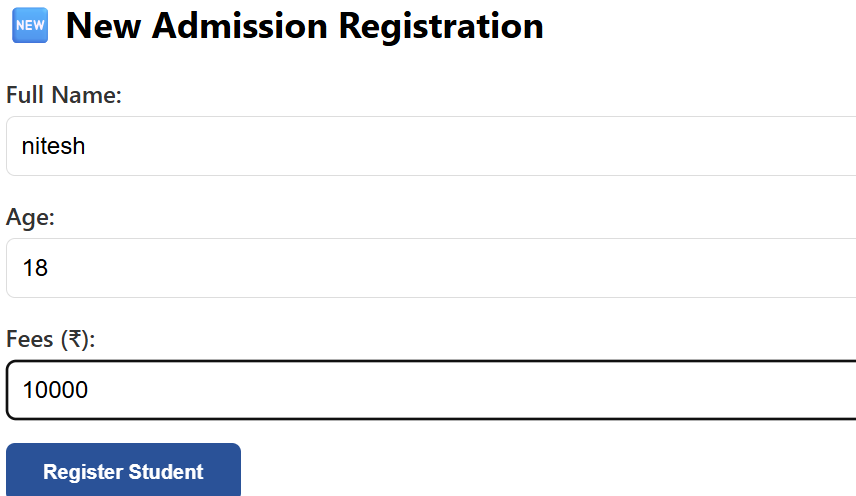 NEW New Admission Registration
Full Name:
nitesh
Age:
18
Fees (₹):
10000
Register Student